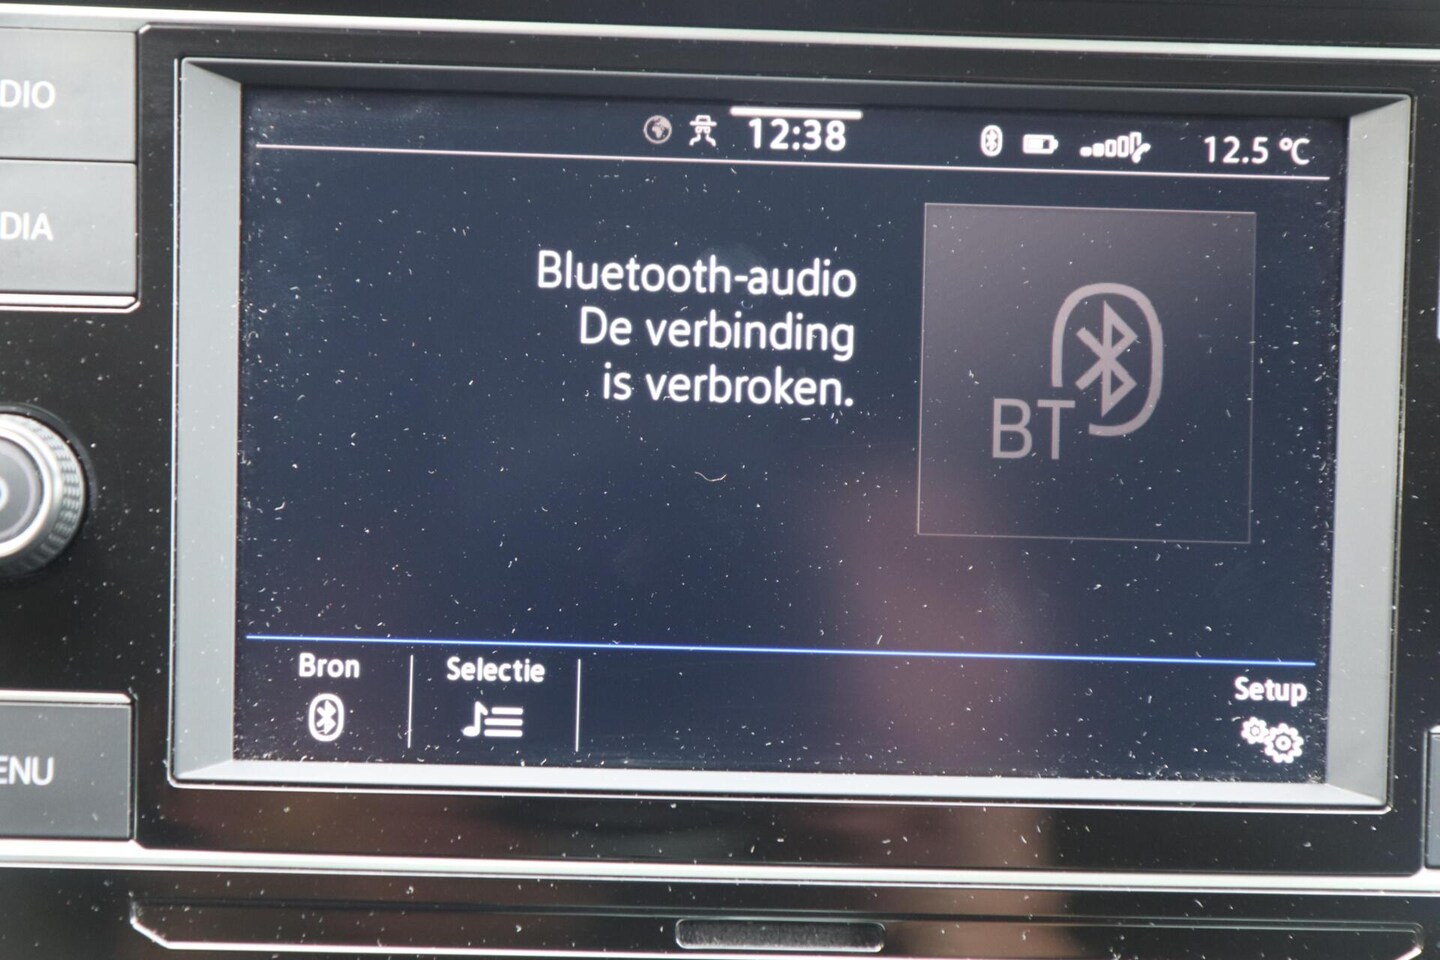 DIO
DIA
ENU
12:38
12.5 °C
Bluetooth-audio
De verbinding
is verbroken.
BT
Bron
Selectie
Setup